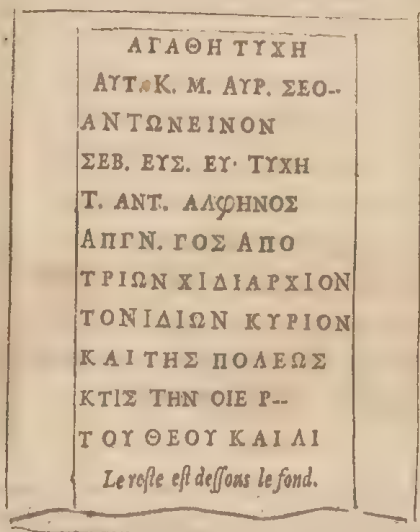 ΑΓΑΘΗ ΤΥΧΗ
ΑΥΤ. Κ. Μ. ΑΥΡ. ΣΕΟ--
ΑΝΤΩΝΕΙΝΟΝ
ΣΕΒ. ΕΥΣ. ΕΥ· ΤΥΧΗ
Τ. ΑΝΤ. ΑΛφΗΝΟΣ
ΑΠΓΝ. ΓΟΣ ΑΠΟ
ΤΡΙΩΝ ΧΙΔΙΑΡΧΙΟΝ
ΤΟΝΙΔΙΩΝ ΚΥΡΙΟΝ
ΚΑΙ ΤΗΣ ΠΟΛΕΩΣ
ΚΤΙΣ ΤΗΝ ΟΙΕ Ρ--
ΤΟΥ ΘΕΟΥ ΚΑΙ ΛΙ
Le reste est dessous le fond.